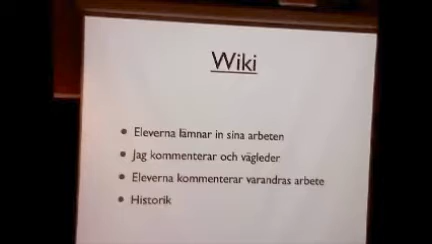 Wiki
• Eleverna lämnar in sina arbeten
• Jag kommenterar och vägleder
• Eleverna kommenterar varandras arbete
• Historik